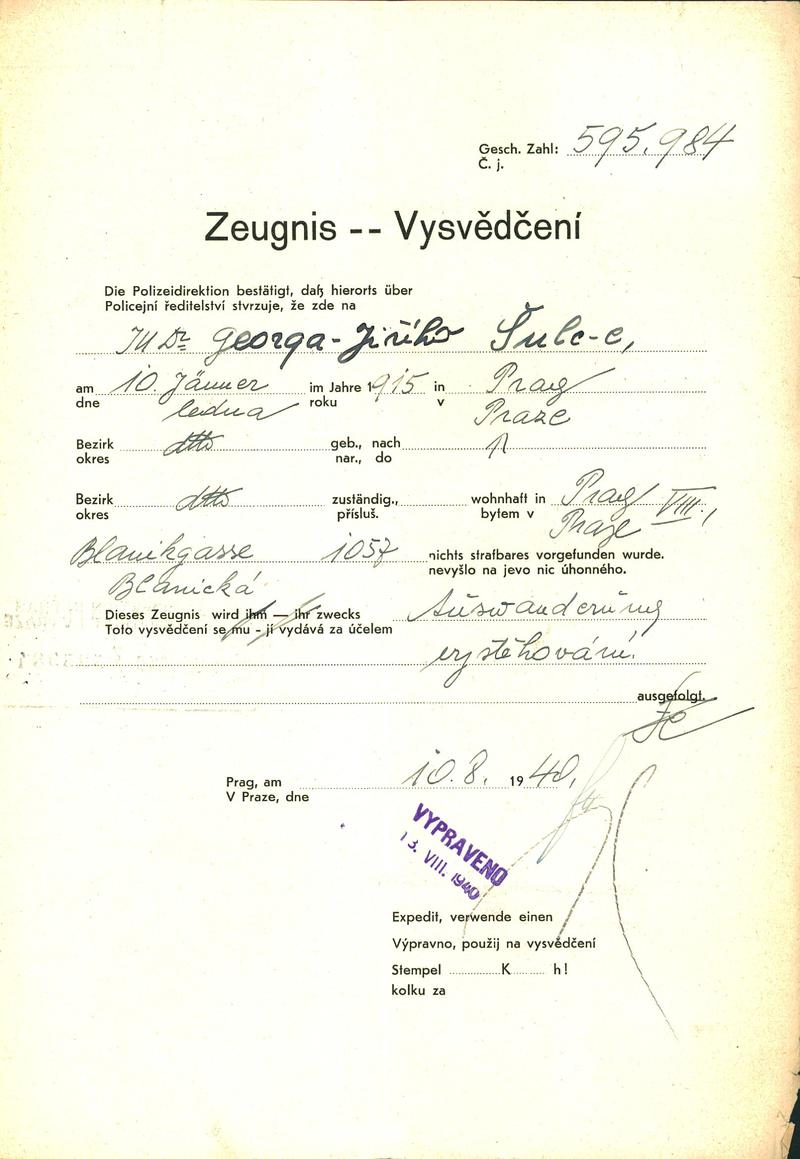 Gesch. Zahl: 595.984
Č. j.
Zeugnis -- Vysvědčení
Die Polizeidirektion bestätigt, daß hierorts über
Policejní ředitelství stvrzuje, že zde na
JUDr Georga-Jiřího Šulc-e,
am 10. Jänner im Jahre 1915 in Prag
dne ledna roku v Praze
Bezirk dtto geb., nach
okres nar., do
Bezirk dtto zuständig., wohnhaft in Prag VIII.,
okres přísluš. bytem v Praze
Blanikgasse 1057 nichts strafbares vorgefunden wurde.
Blanická nevyšlo na jevo nic úhonného.
Dieses Zeugnis wird ihm — ihr zwecks Auswanderung
Toto vysvědčení se mu - jí vydává za účelem
vystěhování.
ausgefolgt.
Prag, am 10.8. 1940,
V Praze, dne
VYPRAVENO
13. VIII. 1940
Expedit, verwende einen
Výpravno, použij na vysvědčení
Stempel K h!
kolku za